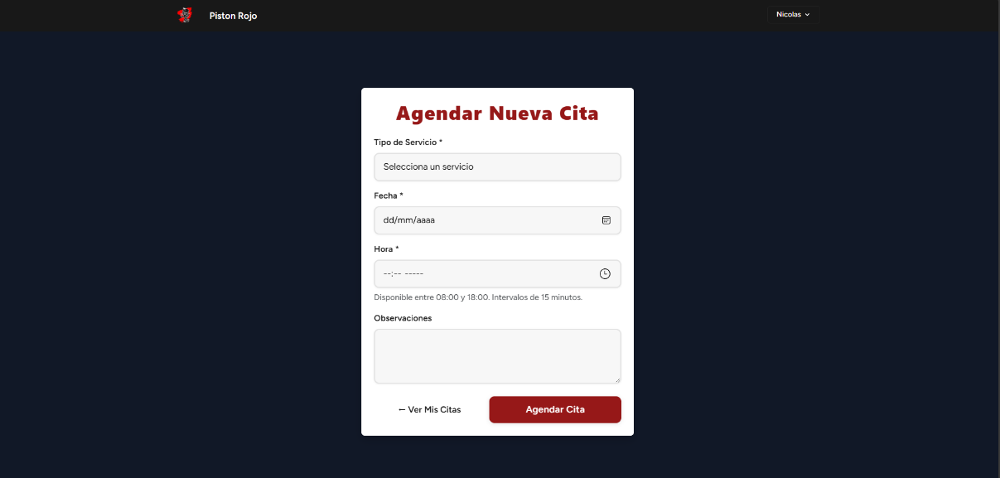 Piston Rojo
Nicolas
Agendar Nueva Cita
Tipo de Servicio *
Selecciona un servicio
Fecha *
dd/mm/aaaa
Hora *
--:-- -----
Disponible entre 08:00 y 18:00. Intervalos de 15 minutos.
Observaciones
← Ver Mis Citas
Agendar Cita